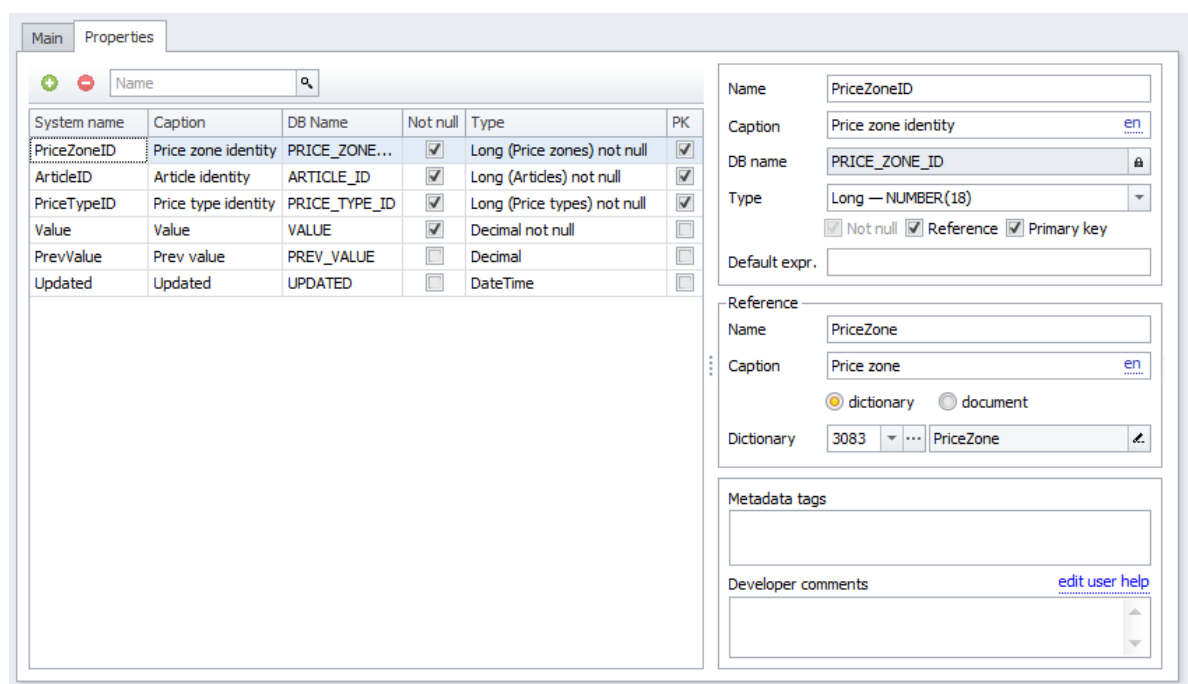 Main Properties
Name
System name Caption DB Name Not null Type PK
PriceZoneID Price zone identity PRICE_ZONE... Long (Price zones) not null
ArticleID Article identity ARTICLE_ID Long (Articles) not null
PriceTypeID Price type identity PRICE_TYPE_ID Long (Price types) not null
Value Value VALUE Decimal not null
PrevValue Prev value PREV_VALUE Decimal
Updated Updated UPDATED DateTime
Name PriceZoneID
Caption Price zone identity en
DB name PRICE_ZONE_ID
Type Long — NUMBER(18)
Not null Reference Primary key
Default expr.
Reference
Name PriceZone
Caption Price zone en
dictionary document
Dictionary 3083 ... PriceZone
Metadata tags
Developer comments edit user help